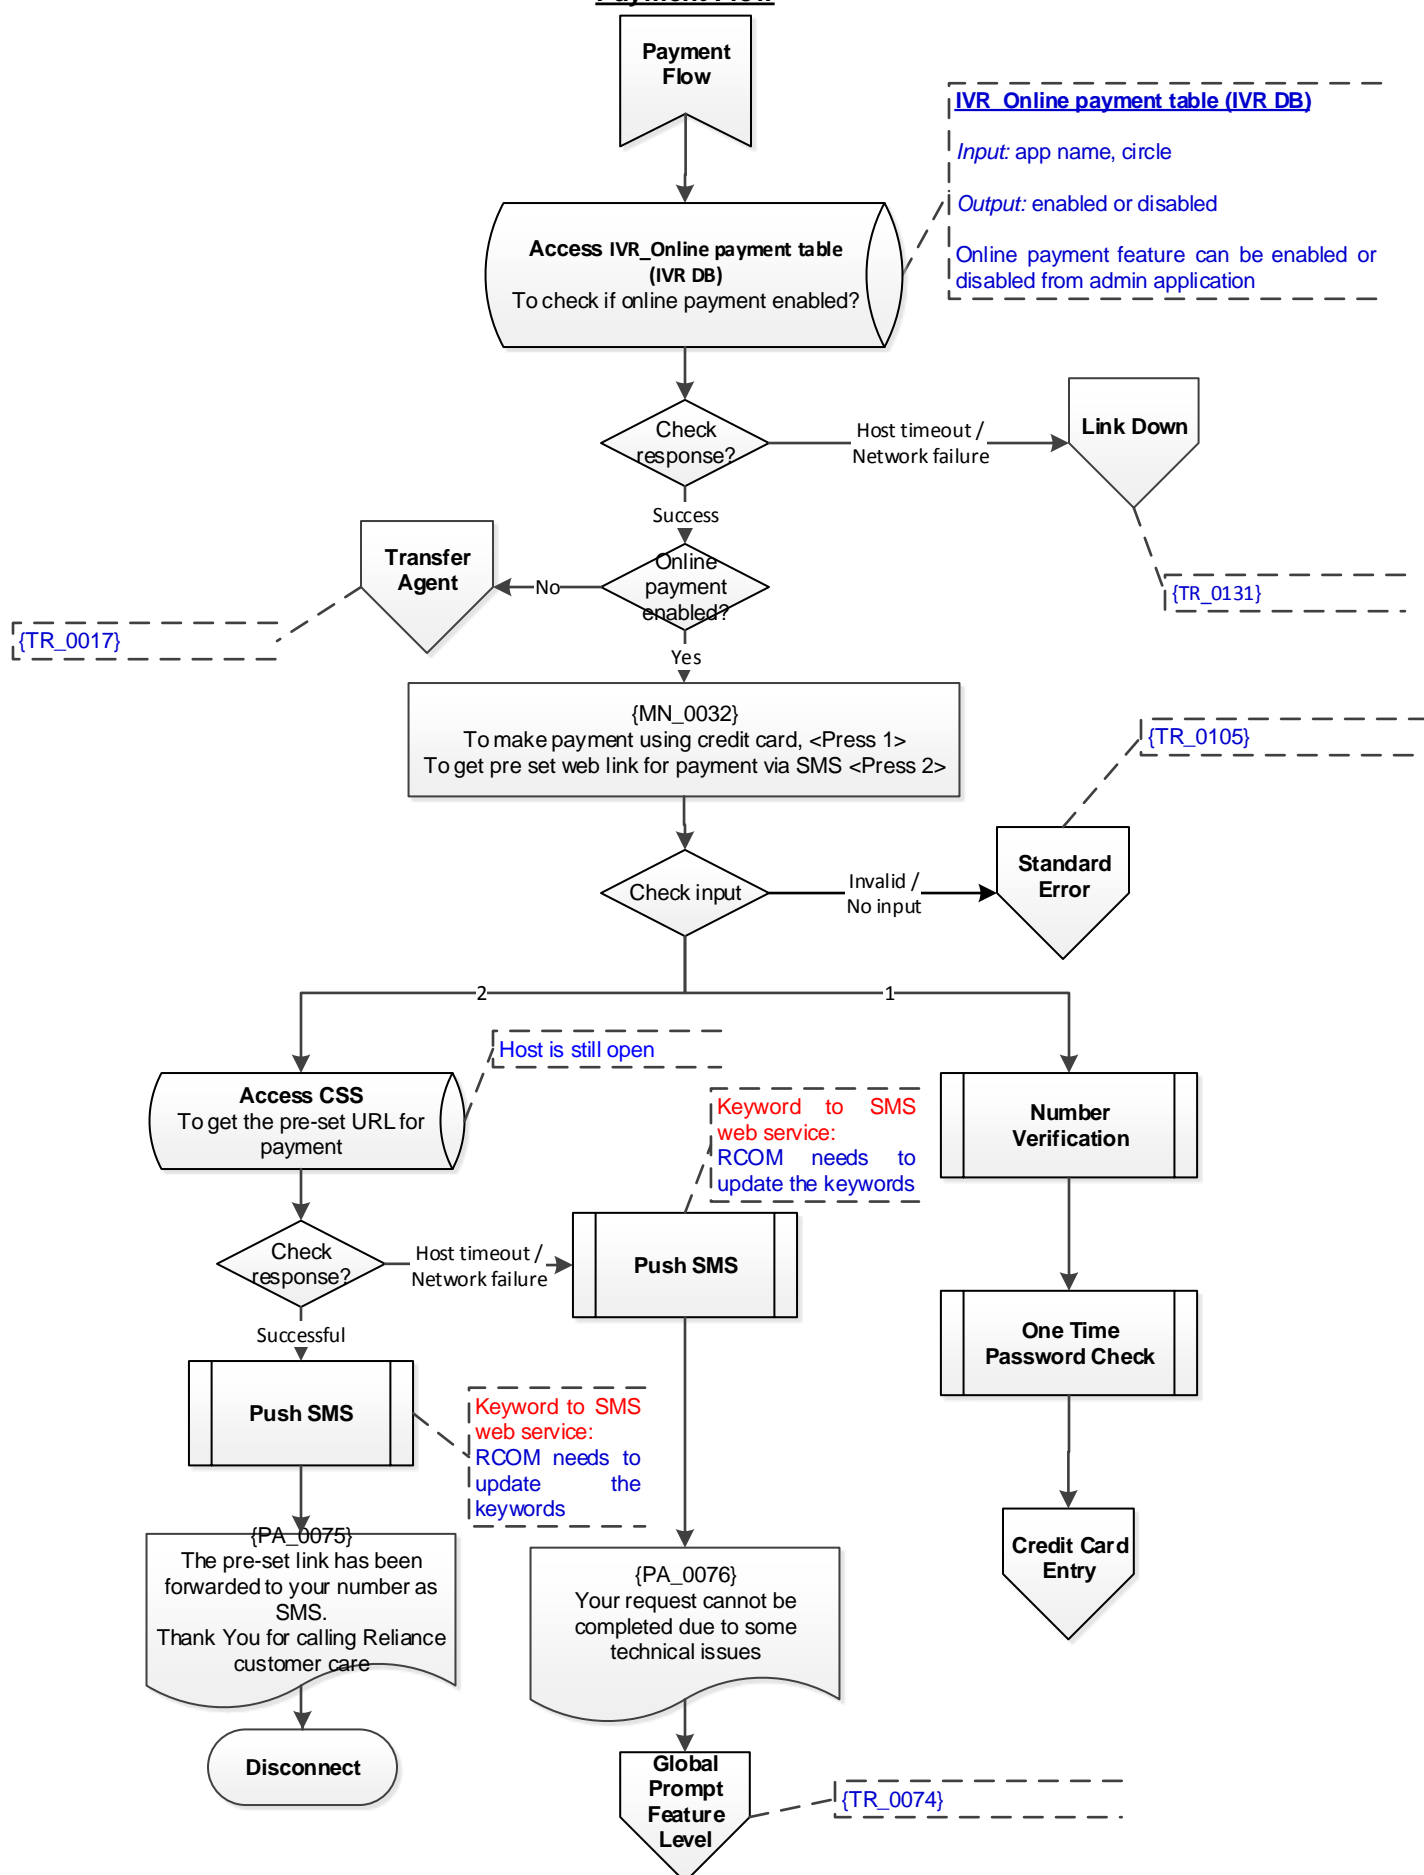 Payment Flow
Payment
Flow
IVR_Online payment table (IVR DB)
Input: app name, circle
Output: enabled or disabled
Online payment feature can be enabled or
disabled from admin application
Access IVR_Online payment table
(IVR DB)
To check if online payment enabled?
Check
response?
Host timeout /
Network failure
Link Down
Success
{TR_0131}
Transfer
Agent
No
Online
payment
enabled?
{TR_0017}
Yes
{MN_0032}
To make payment using credit card, <Press 1>
To get pre set web link for payment via SMS <Press 2>
{TR_0105}
Check input
Invalid /
No input
Standard
Error
2
1
Host is still open
Access CSS
To get the pre-set URL for
payment
Keyword to SMS
web service:
RCOM needs to
update the keywords
Number
Verification
Check
response?
Host timeout /
Network failure
Push SMS
Successful
One Time
Password Check
Push SMS
Keyword to SMS
web service:
RCOM needs to
update the
keywords
{PA_0075}
The pre-set link has been
forwarded to your number as
SMS.
Thank You for calling Reliance
customer care
{PA_0076}
Your request cannot be
completed due to some
technical issues
Credit Card
Entry
Disconnect
Global
Prompt
Feature
Level
{TR_0074}